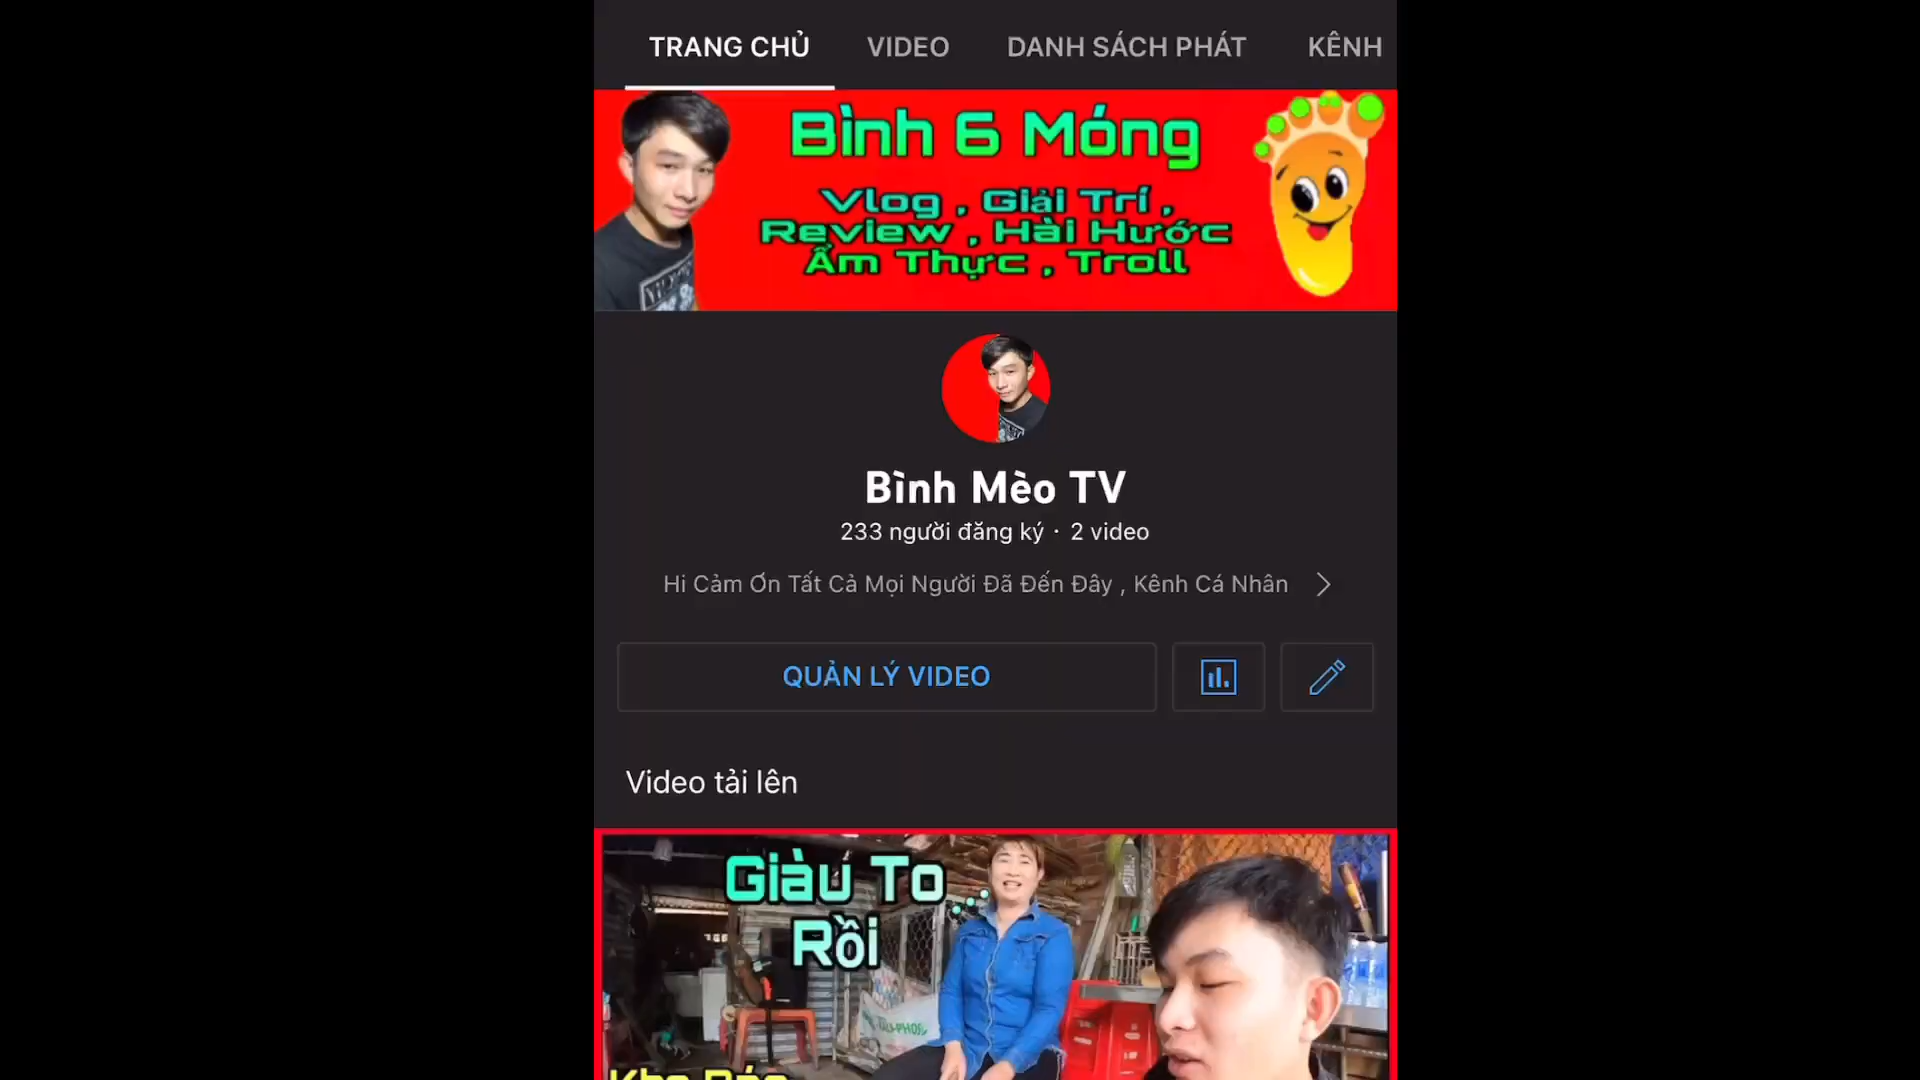 TRANG CHỦ VIDEO DANH SÁCH PHÁT KÊNH
Bình 6 Móng
Vlog , Giải Trí ,
Review , Hài Hước
Ẩm Thực , Troll
Bình Mèo TV
233 người đăng ký · 2 video
Hi Cảm Ơn Tất Cả Mọi Người Đã Đến Đây , Kênh Cá Nhân
QUẢN LÝ VIDEO
Video tải lên
Giàu To ...
Rồi